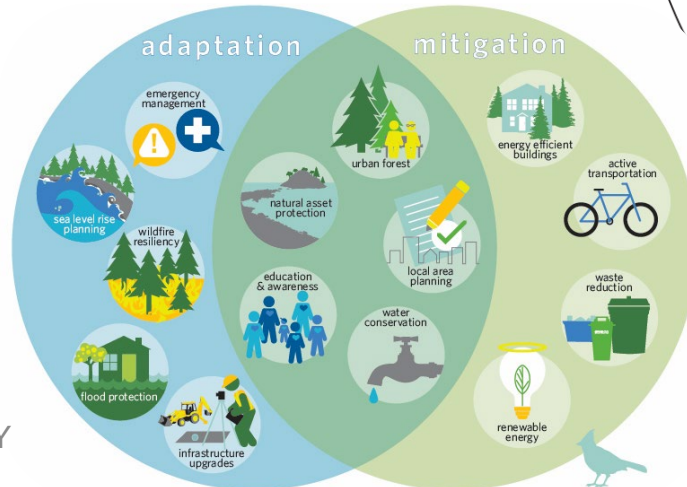 adaptation
mitigation
emergency
management
sea level rise
planning
wildfire
resiliency
flood protection
infrastructure
upgrades
urban forest
natural asset
protection
local area
planning
education
& awareness
water
conservation
energy efficient
buildings
active
transportation
waste
reduction
renewable
energy
Y